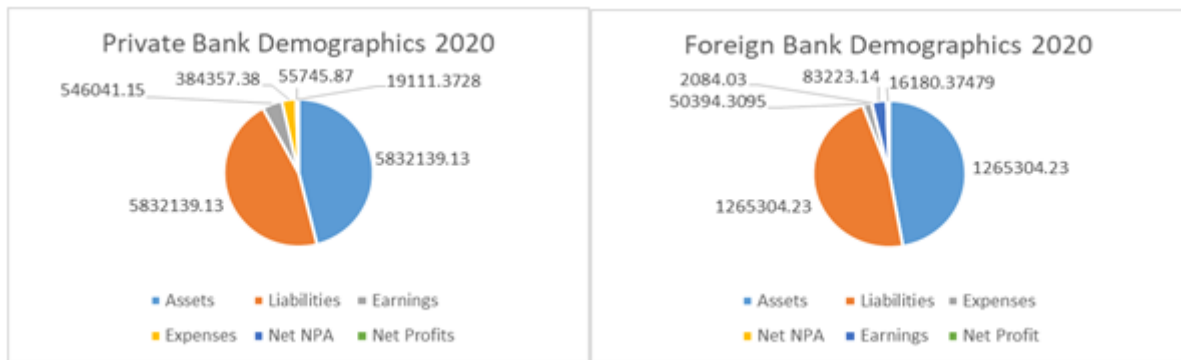 Private Bank Demographics 2020
384357.38 55745.87 19111.3728
546041.15
5832139.13
5832139.13
Assets Liabilities Earnings
Expenses Net NPA Net Profits
Foreign Bank Demographics 2020
2084.03 83223.14 16180.37479
50394.3095
1265304.23
1265304.23
Assets Liabilities Expenses
Net NPA Earnings Net Profit